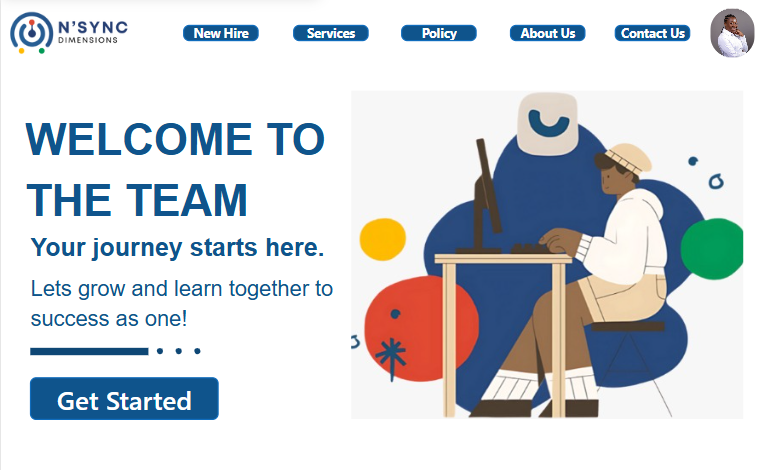 N'SYNC
DIMENSIONS
New Hire
Services
Policy
About Us
Contact Us
WELCOME TO
THE TEAM
Your journey starts here.
Lets grow and learn together to
success as one!
Get Started